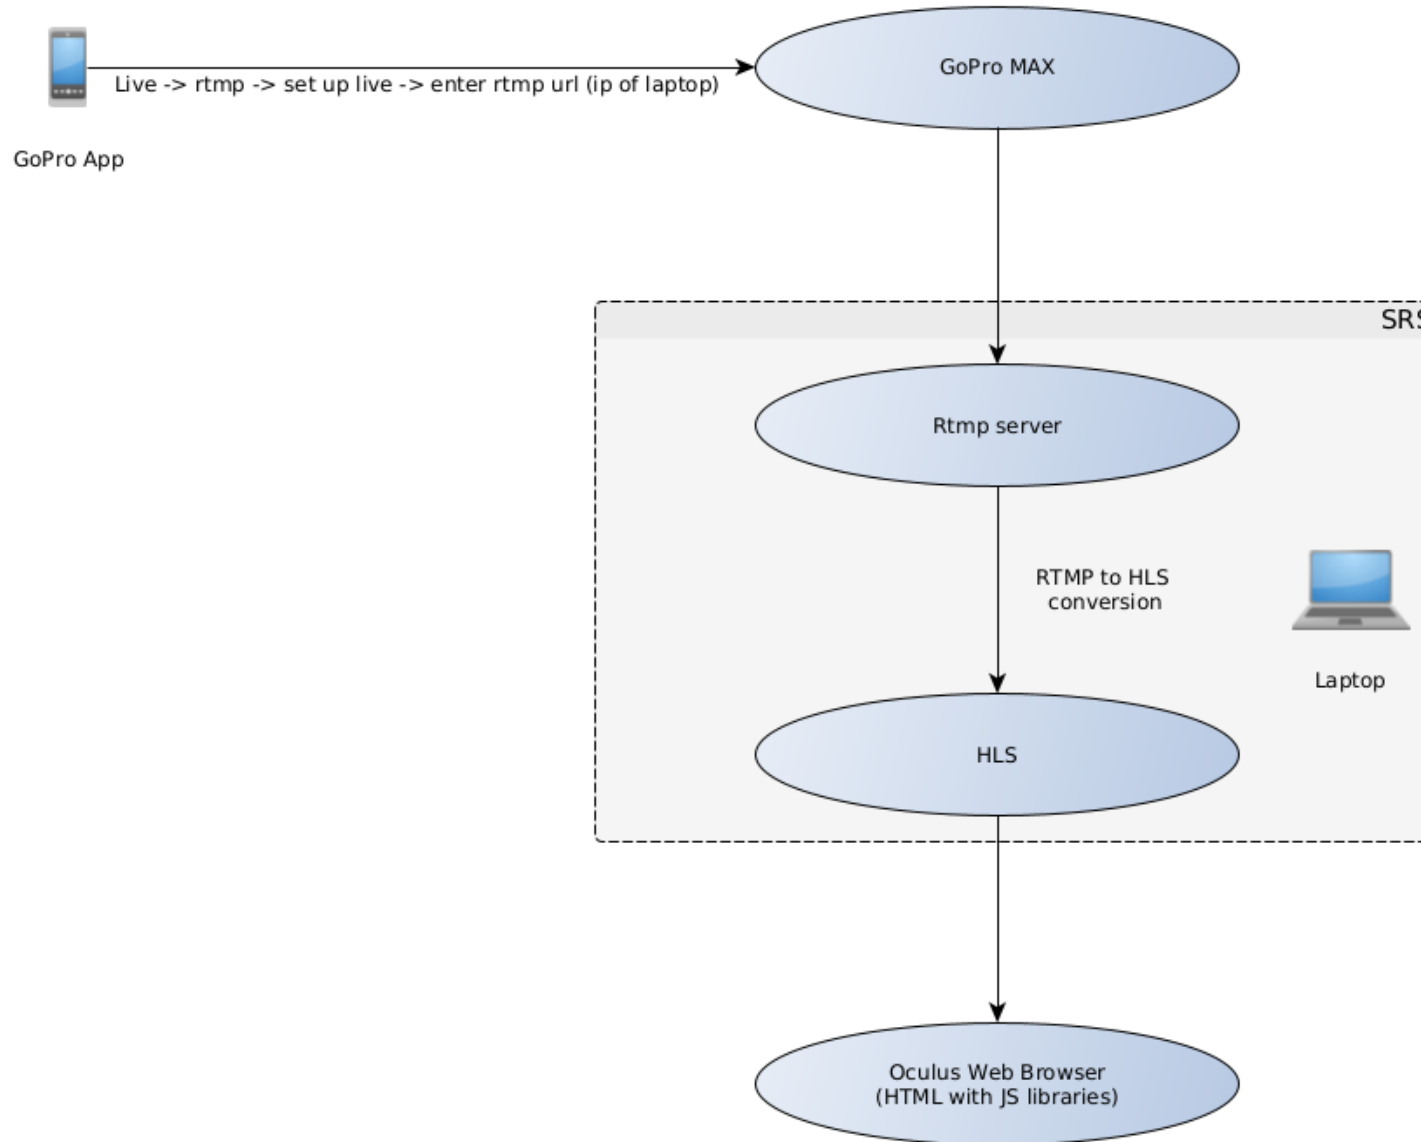 GoPro MAX
Live -> rtmp -> set up live -> enter rtmp url (ip of laptop)
GoPro App
SRS
Rtmp server
RTMP to HLS
conversion
Laptop
HLS
Oculus Web Browser
(HTML with JS libraries)